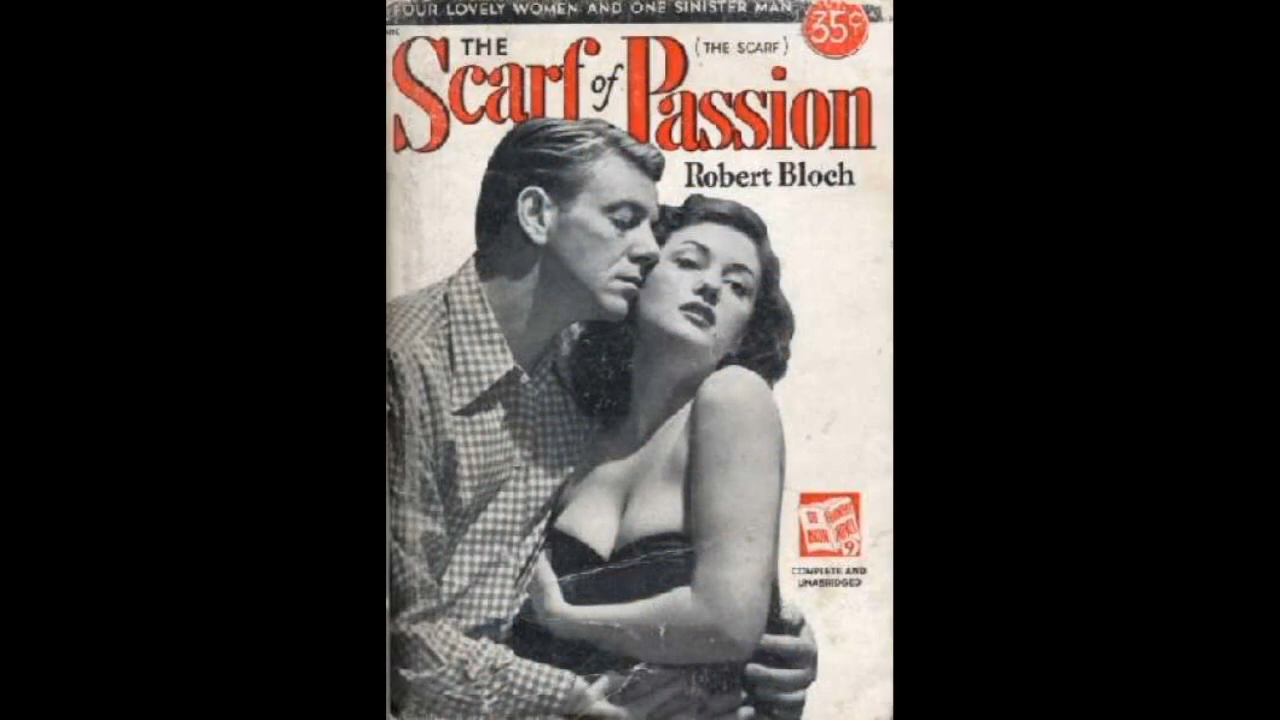 FOUR LOVELY WOMEN AND ONE SINISTER MAN
35¢
THE
(THE SCARF)
Scarf of Passion
Robert Bloch
9
COMPLETE AND
UNABRIDGED